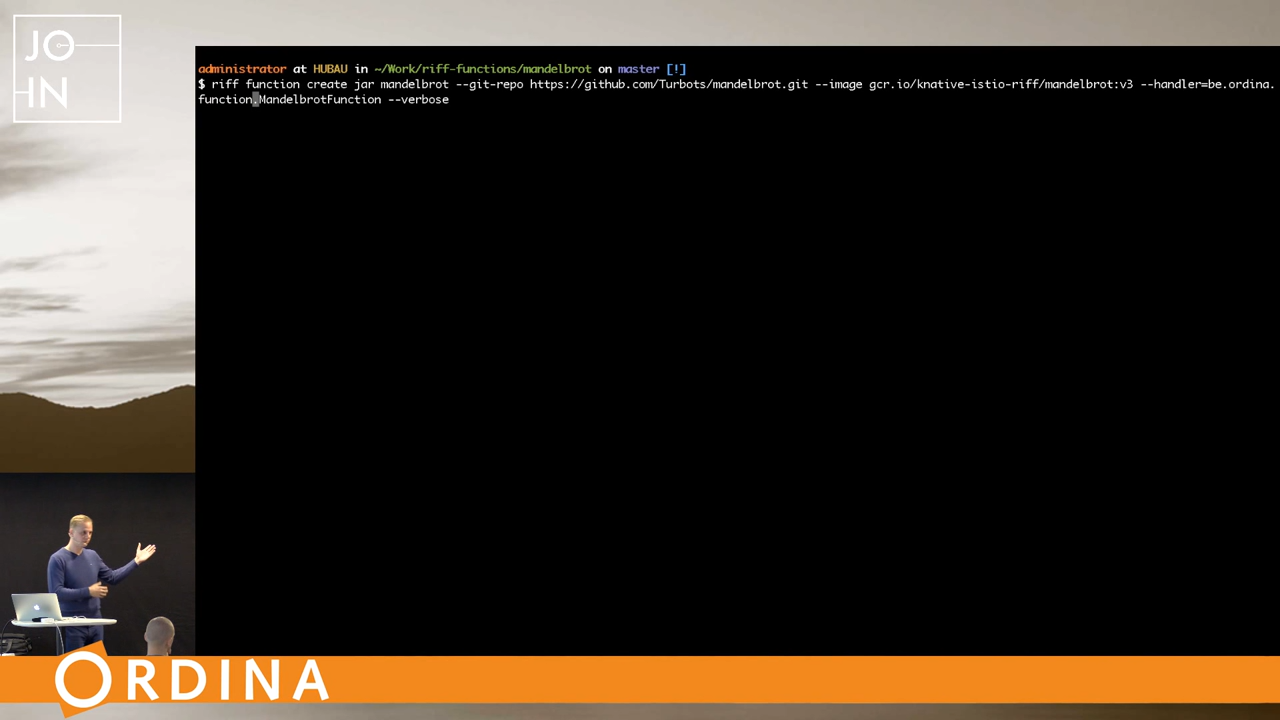 JO
IN
administrator at HUBAU in ~/Work/riff-functions/mandelbrot on master [!]
$ riff function create jar mandelbrot --git-repo https://github.com/Turbots/mandelbrot.git --image gcr.io/knative-istio-riff/mandelbrot:v3 --handler=be.ordina.
function.MandelbrotFunction --verbose
ORDINA